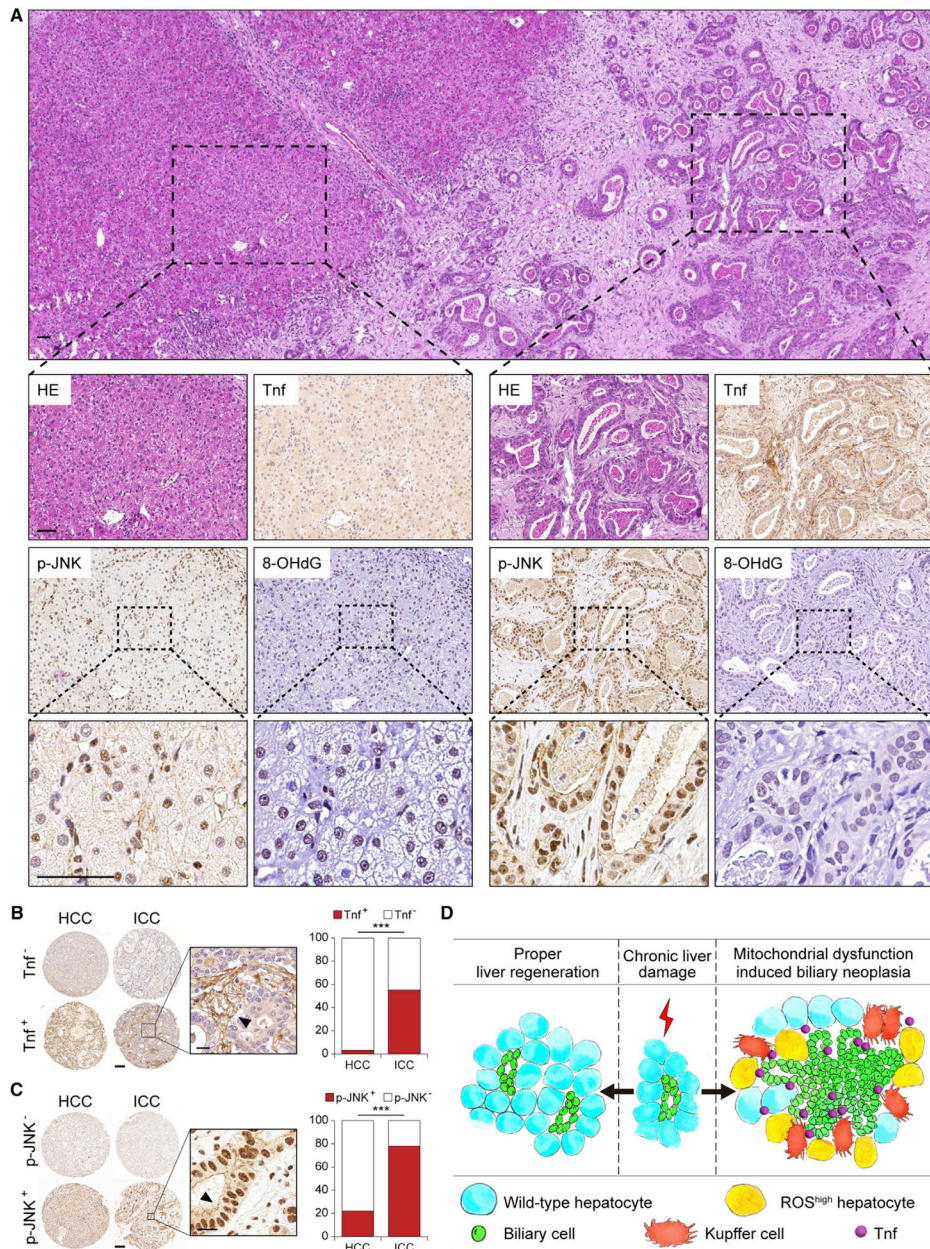 A
HE
Tnf
HE
Tnf
p-JNK
8-OHdG
p-JNK
8-OHdG
B
HCC
ICC
Tnf⁻
Tnf⁺
Tnf⁺
Tnf⁻
***
100
80
60
40
20
0
HCC
ICC
C
HCC
ICC
p-JNK⁻
p-JNK⁺
p-JNK⁺
p-JNK⁻
***
100
80
60
40
20
0
HCC
ICC
D
Proper
liver regeneration
Chronic liver
damage
Mitochondrial dysfunction
induced biliary neoplasia
Wild-type hepatocyte
ROSʰⁱᵍʰ hepatocyte
Biliary cell
Kupffer cell
Tnf